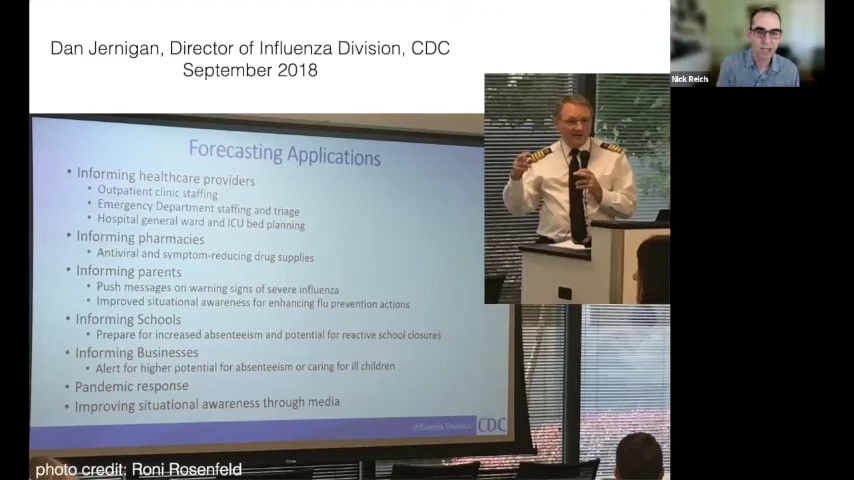 Dan Jernigan, Director of Influenza Division, CDC
September 2018
Nick Reich
Forecasting Applications
• Informing healthcare providers
• Outpatient clinic staffing
• Emergency Department staffing and triage
• Hospital general ward and ICU bed planning
• Informing pharmacies
• Antiviral and symptom-reducing drug supplies
• Informing parents
• Push messages on warning signs of severe influenza
• Improved situational awareness for enhancing flu prevention actions
• Informing Schools
• Prepare for increased absenteeism and potential for reactive school closures
• Informing Businesses
• Alert for higher potential for absenteeism or caring for ill children
• Pandemic response
• Improving situational awareness through media
Influenza Division CDC
photo credit: Roni Rosenfeld